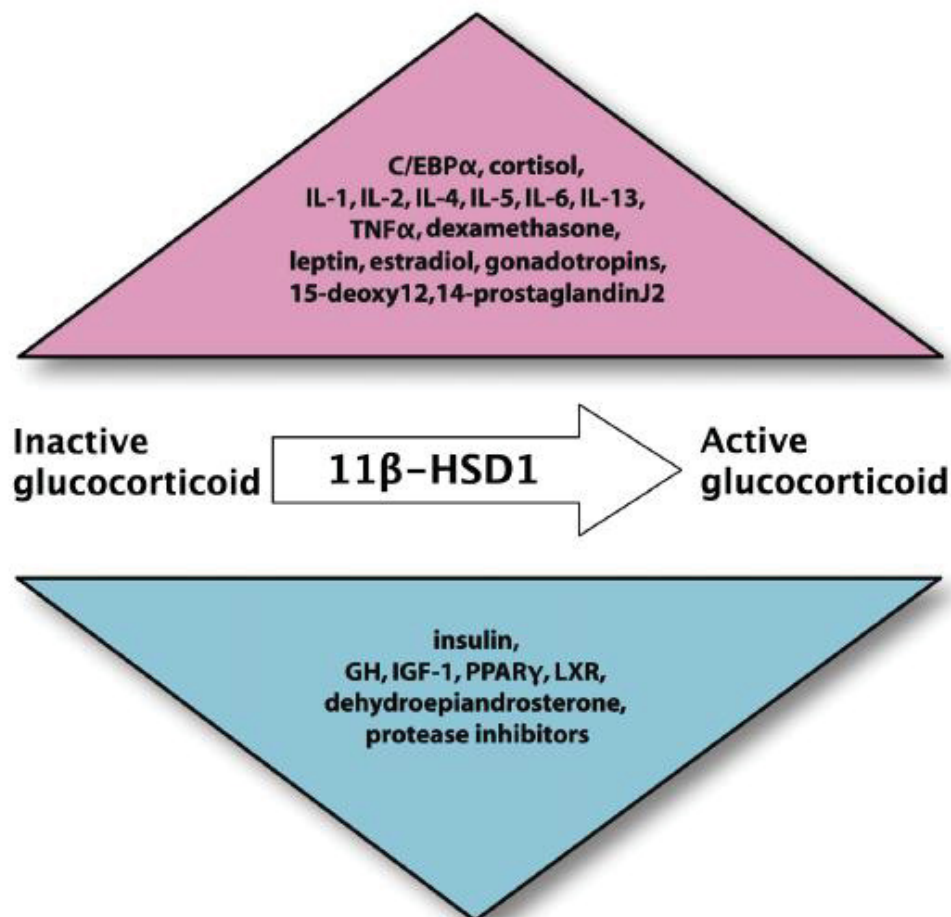 C/EBPα, cortisol,
IL-1, IL-2, IL-4, IL-5, IL-6, IL-13,
TNFα, dexamethasone,
leptin, estradiol, gonadotropins,
15-deoxy12,14-prostaglandinJ2
Inactive
glucocorticoid
11β-HSD1
Active
glucocorticoid
insulin,
GH, IGF-1, PPARγ, LXR,
dehydroepiandrosterone,
protease inhibitors